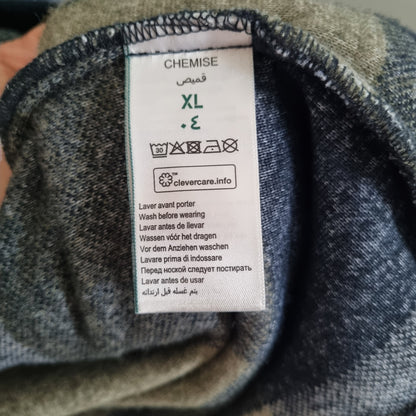 CHEMISE
قميص
XL
٠٤
30
™ clevercare.info
Laver avant porter
Wash before wearing
Lavar antes de llevar
Wassen vóór het dragen
Vor dem Anziehen waschen
Lavare prima di indossare
Перед ноской следует постирать
Lavar antes de usar
يتم غسله قبل ارتدائه